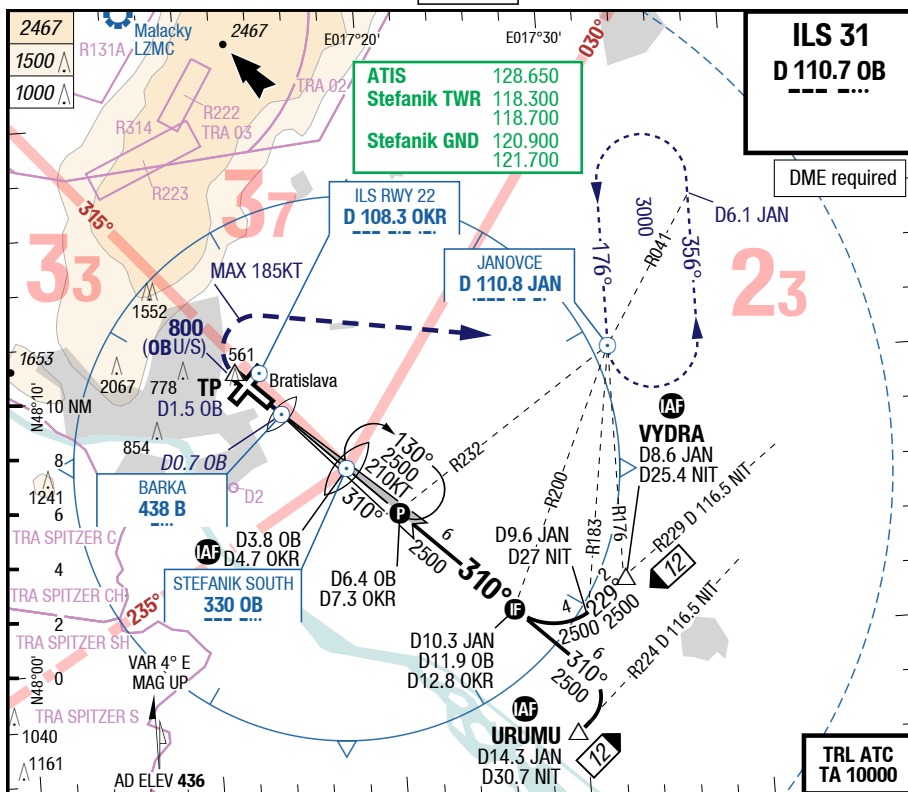 2467
1500
1000
Malacky
LZMC
R131A
2467
E017°20'
E017°30'
030°
ILS 31
D 110.7 OB
DME required
ATIS 128.650
Stefanik TWR 118.300
118.700
Stefanik GND 120.900
121.700
TRA 02
R222
TRA 03
R314
R223
315°
33
37
23
ILS RWY 22
D 108.3 OKR
MAX 185KT
JANOVCE
D 110.8 JAN
3000
176°
356°
R041
D6.1 JAN
1552
800
(OB U/S)
561
1653
2067
778
TP
D1.5 OB
Bratislava
N48°10'
10 NM
854
D0.7 OB
8
1241
6
4
2
0
BARKA
438 B
D2
130°
2500
210KT
310°
R232
R200
R183
R176
IAF
VYDRA
D8.6 JAN
D25.4 NIT
R229 D 116.5 NIT
12
IAF
D3.8 OB
D4.7 OKR
P
6
2500
D6.4 OB
D7.3 OKR
310°
D9.6 JAN
D27 NIT
2
229°
2500
4
2500
IF
D10.3 JAN
D11.9 OB
D12.8 OKR
6
310°
2500
R224 D 116.5 NIT
STEFANIK SOUTH
330 OB
TRA SPITZER C
TRA SPITZER CH
235°
TRA SPITZER SH
N48°00'
VAR 4° E
MAG UP
TRA SPITZER S
1040
1161
AD ELEV 436
IAF
URUMU
D14.3 JAN
D30.7 NIT
12
TRL ATC
TA 10000